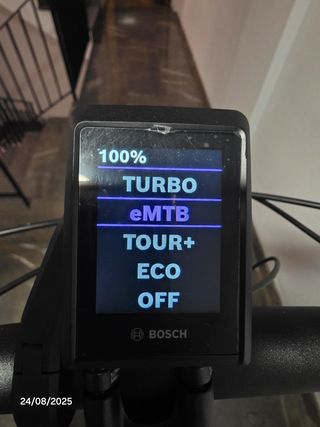 100%
TURBO
eMTB
TOUR+
ECO
OFF
BOSCH
24/08/2025